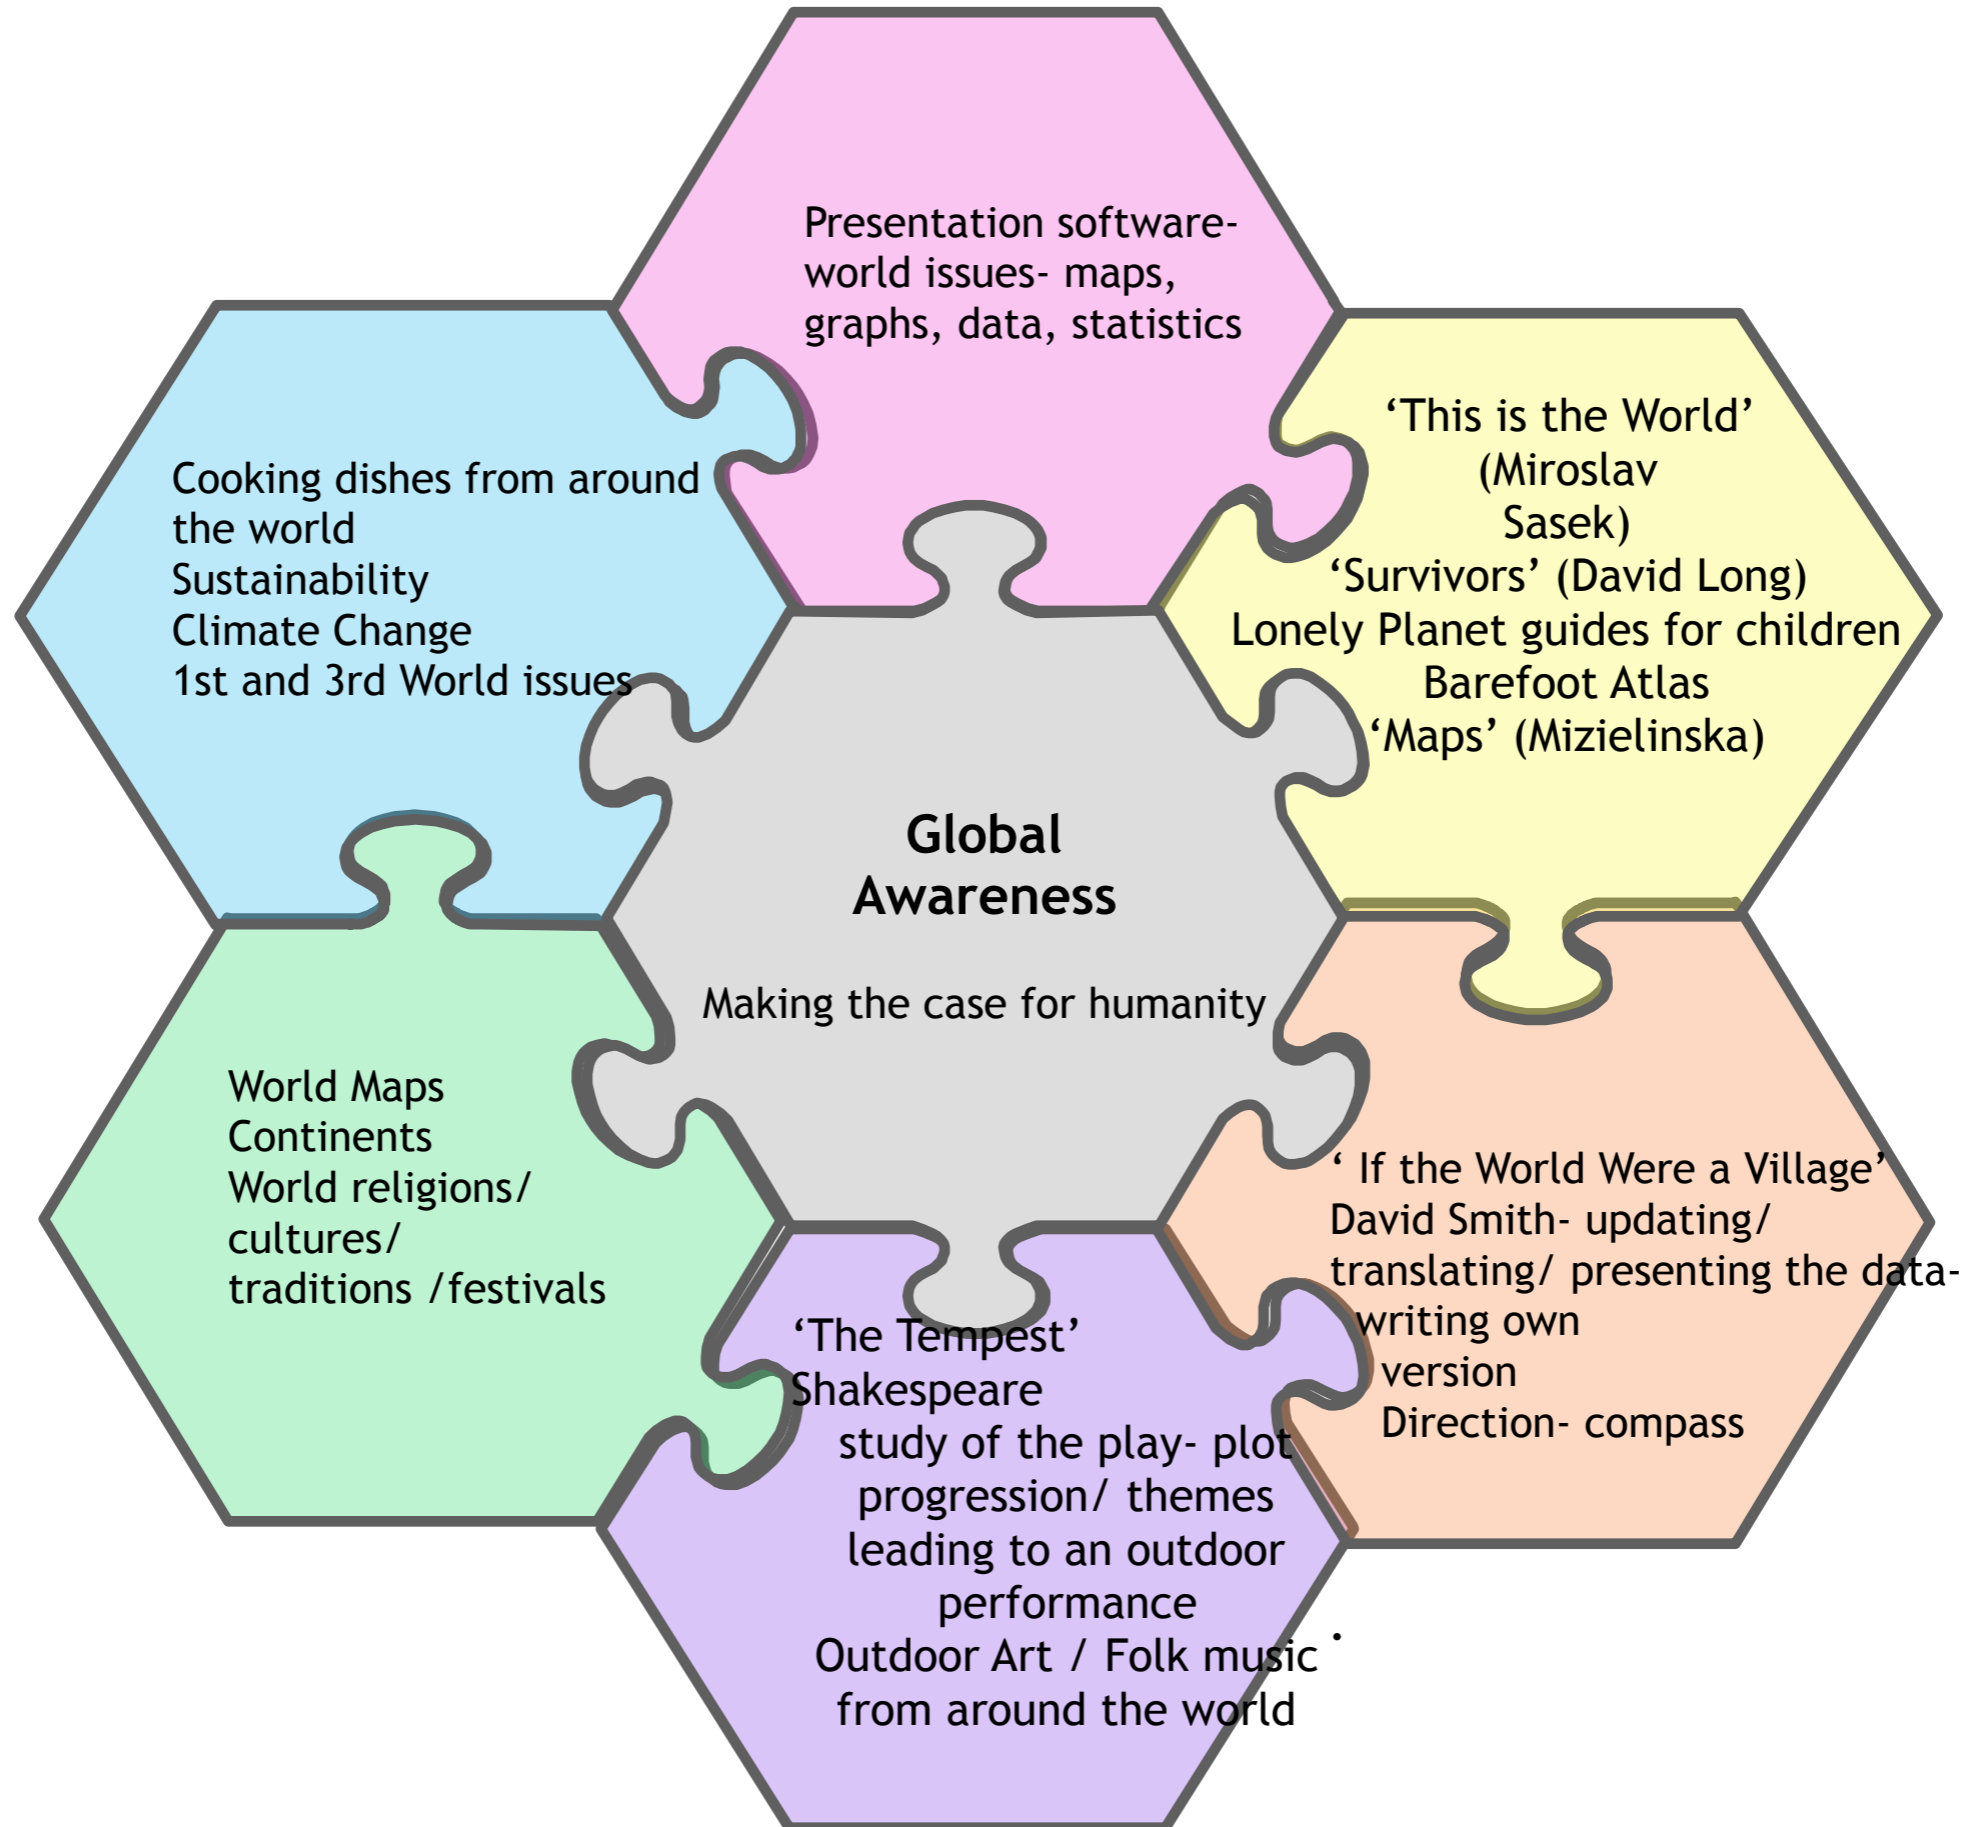 Presentation software-
world issues- maps,
graphs, data, statistics
‘This is the World’
(Miroslav
Sasek)
‘Survivors’ (David Long)
Lonely Planet guides for children
Barefoot Atlas
‘Maps’ (Mizielinska)
Cooking dishes from around
the world
Sustainability
Climate Change
1st and 3rd World issues
Global
Awareness
Making the case for humanity
World Maps
Continents
World religions/
cultures/
traditions /festivals
‘ If the World Were a Village’
David Smith- updating/
translating/ presenting the data-
writing own
version
Direction- compass
‘The Tempest’
Shakespeare
study of the play- plot
progression/ themes
leading to an outdoor
performance
Outdoor Art / Folk music
from around the world
.